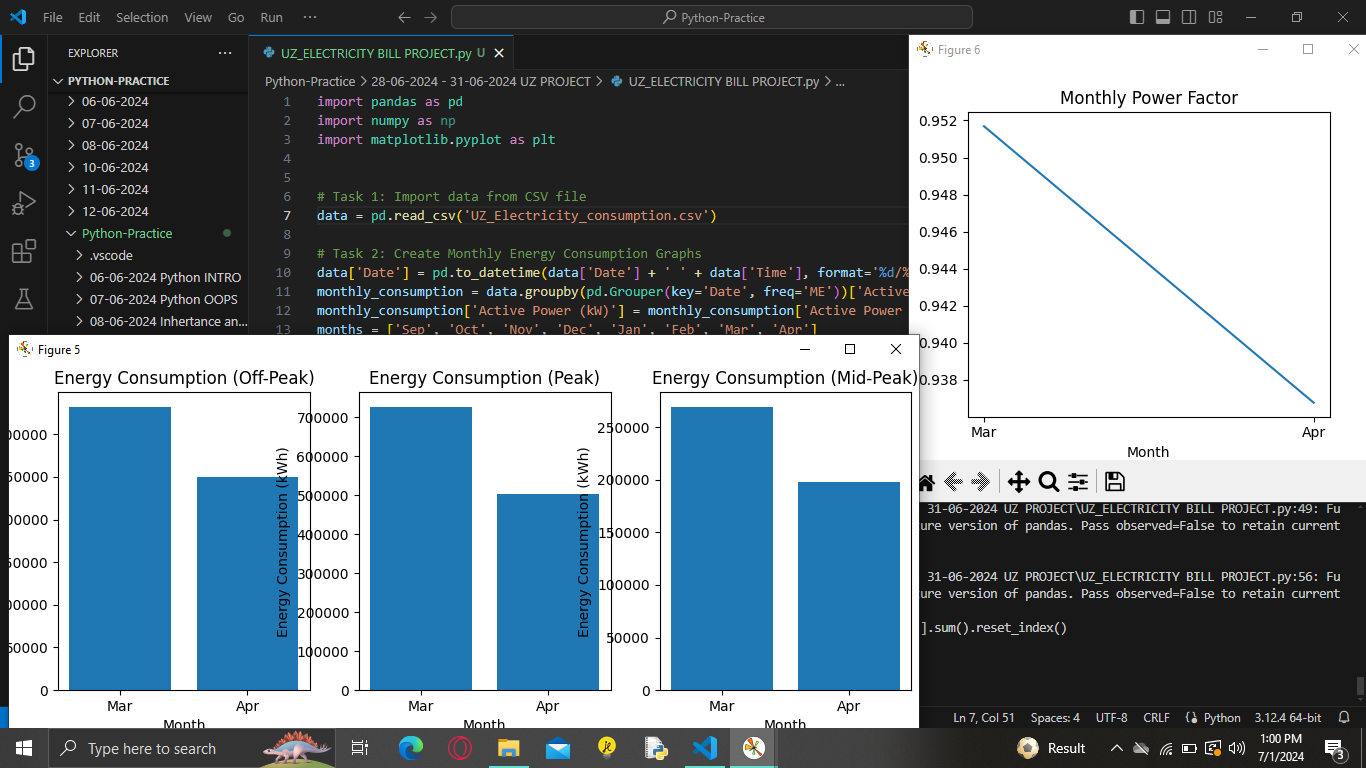 File Edit Selection View Go Run ··· Python-Practice
EXPLORER ···
PYTHON-PRACTICE
06-06-2024
07-06-2024
08-06-2024
10-06-2024
11-06-2024
12-06-2024
Python-Practice
.vscode
06-06-2024 Python INTRO
07-06-2024 Python OOPS
08-06-2024 Inhertance an...
3
UZ_ELECTRICITY BILL PROJECT.py U
Python-Practice > 28-06-2024 - 31-06-2024 UZ PROJECT > UZ_ELECTRICITY BILL PROJECT.py > ...
1 import pandas as pd
2 import numpy as np
3 import matplotlib.pyplot as plt
4
5
6 # Task 1: Import data from CSV file
7 data = pd.read_csv('UZ_Electricity_consumption.csv')
8
9 # Task 2: Create Monthly Energy Consumption Graphs
10 data['Date'] = pd.to_datetime(data['Date'] + ' ' + data['Time'], format='%d/%
11 monthly_consumption = data.groupby(pd.Grouper(key='Date', freq='ME'))['Active
12 monthly_consumption['Active Power (kW)'] = monthly_consumption['Active Power
13 months = ['Sep', 'Oct', 'Nov', 'Dec', 'Jan', 'Feb', 'Mar', 'Apr']
Figure 6
Monthly Power Factor
0.952
0.950
0.948
0.946
0.944
0.942
0.940
0.938
Mar Apr
Month
Figure 5
Energy Consumption (Off-Peak) Energy Consumption (Peak) Energy Consumption (Mid-Peak)
00000
50000
00000
50000
00000
50000
0
Mar Apr
Month
Energy Consumption (kWh)
700000
600000
500000
400000
300000
200000
100000
0
Mar Apr
Month
Energy Consumption (kWh)
250000
200000
150000
100000
50000
0
Mar Apr
Month
31-06-2024 UZ PROJECT\UZ_ELECTRICITY BILL PROJECT.py:49: Fu
ure version of pandas. Pass observed=False to retain current
31-06-2024 UZ PROJECT\UZ_ELECTRICITY BILL PROJECT.py:56: Fu
ure version of pandas. Pass observed=False to retain current
].sum().reset_index()
Ln 7, Col 51 Spaces: 4 UTF-8 CRLF Python 3.12.4 64-bit
Type here to search
Result
1:00 PM
7/1/2024
3